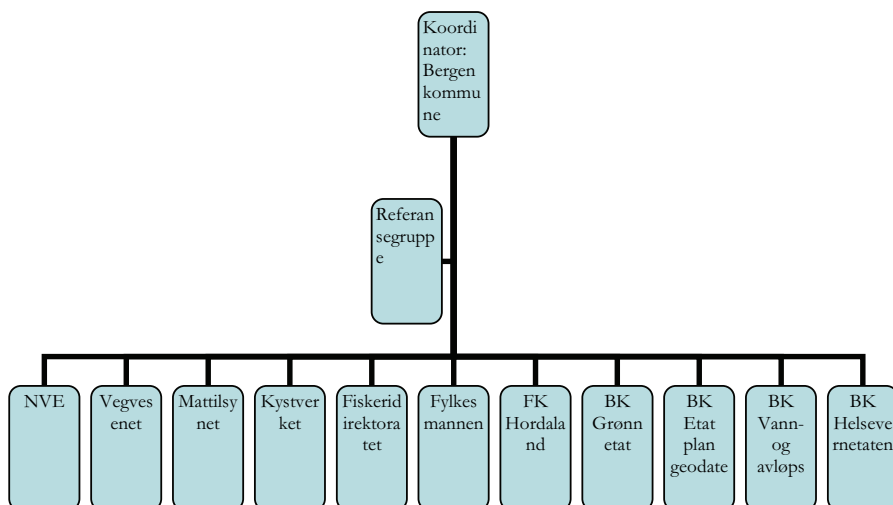 Koordi
nator:
Bergen
kommu
ne
Referan
segrupp
e
NVE
Vegves
enet
Mattilsy
net
Kystver
ket
Fiskerid
irektora
tet
Fylkes
mannen
FK
Hordala
nd
BK
Grønn
etat
BK
Etat
plan
geodate
BK
Vann-
og
avløps
BK
Helseve
rnetaten